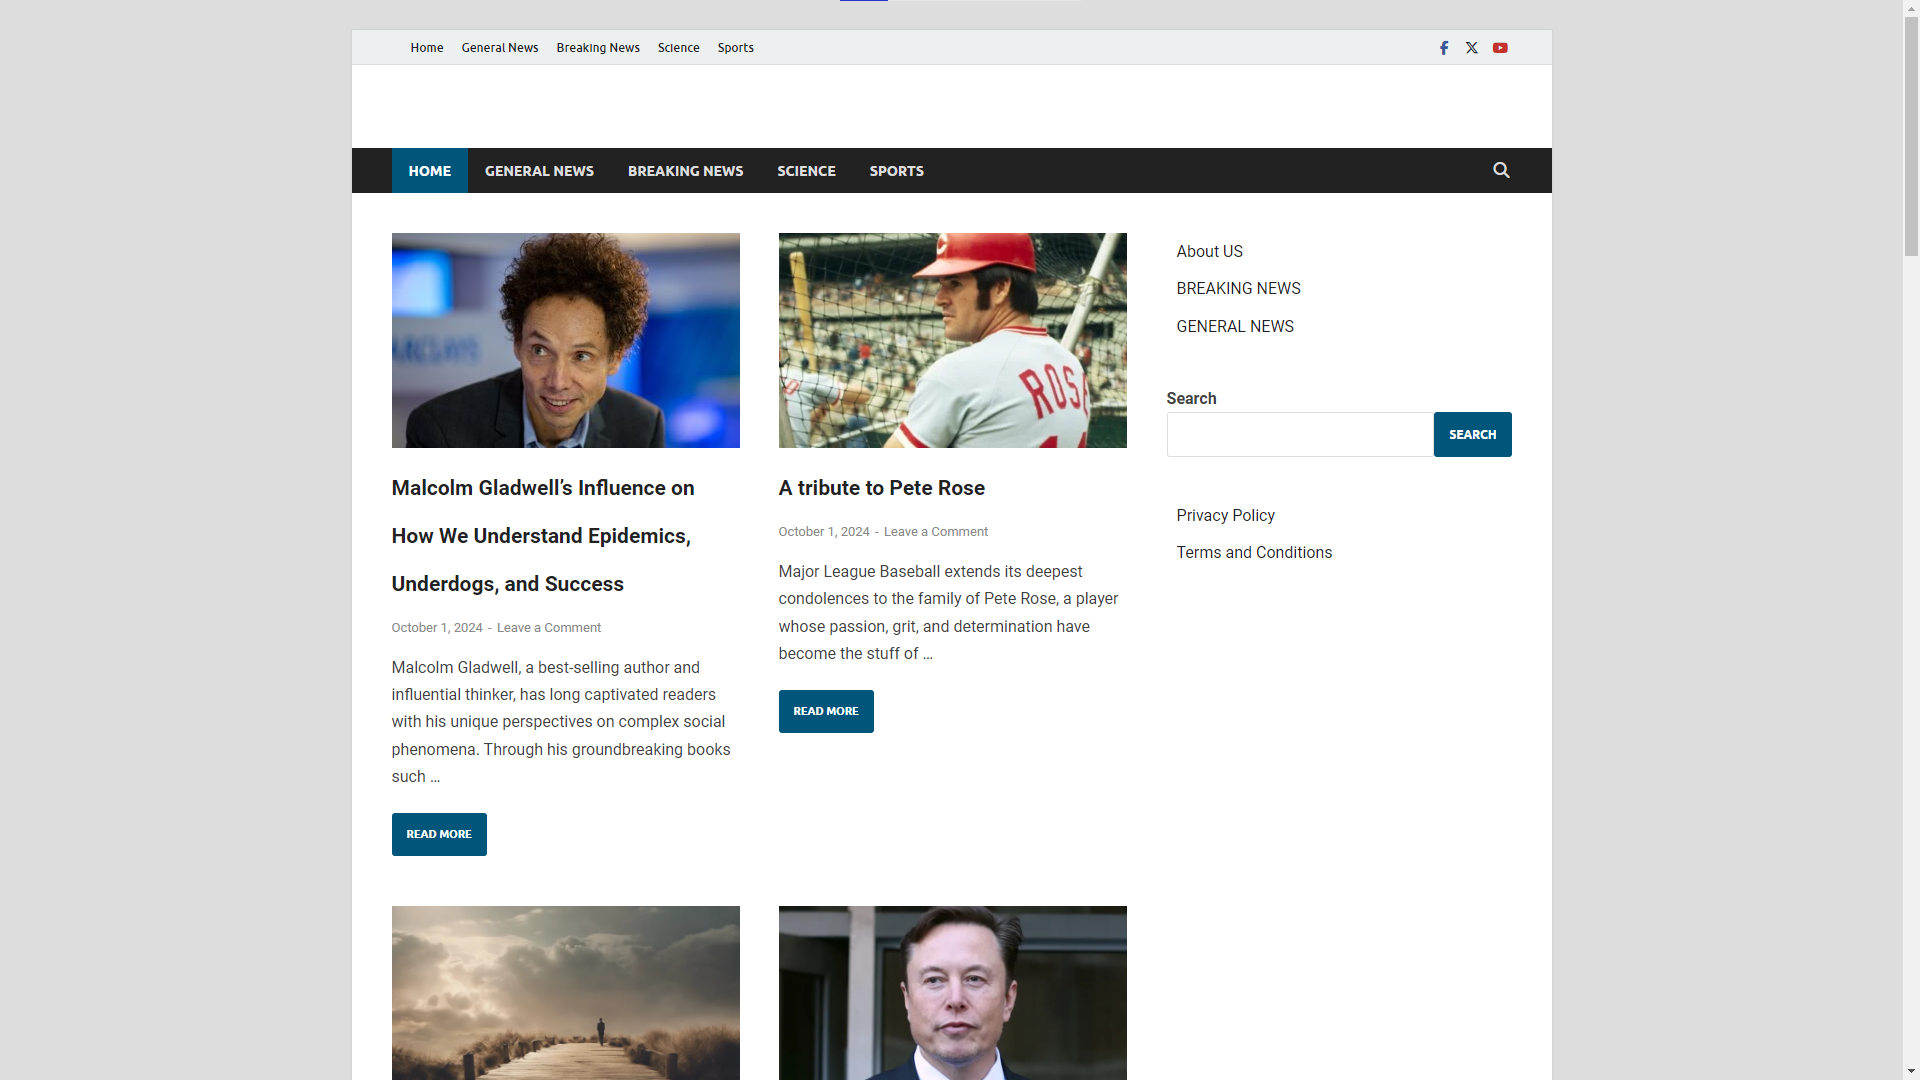 Home General News Breaking News Science Sports
HOME GENERAL NEWS BREAKING NEWS SCIENCE SPORTS
ROSE
Malcolm Gladwell’s Influence on
How We Understand Epidemics,
Underdogs, and Success
October 1, 2024 - Leave a Comment
Malcolm Gladwell, a best-selling author and
influential thinker, has long captivated readers
with his unique perspectives on complex social
phenomena. Through his groundbreaking books
such …
READ MORE
A tribute to Pete Rose
October 1, 2024 - Leave a Comment
Major League Baseball extends its deepest
condolences to the family of Pete Rose, a player
whose passion, grit, and determination have
become the stuff of …
READ MORE
About US
BREAKING NEWS
GENERAL NEWS
Search
SEARCH
Privacy Policy
Terms and Conditions